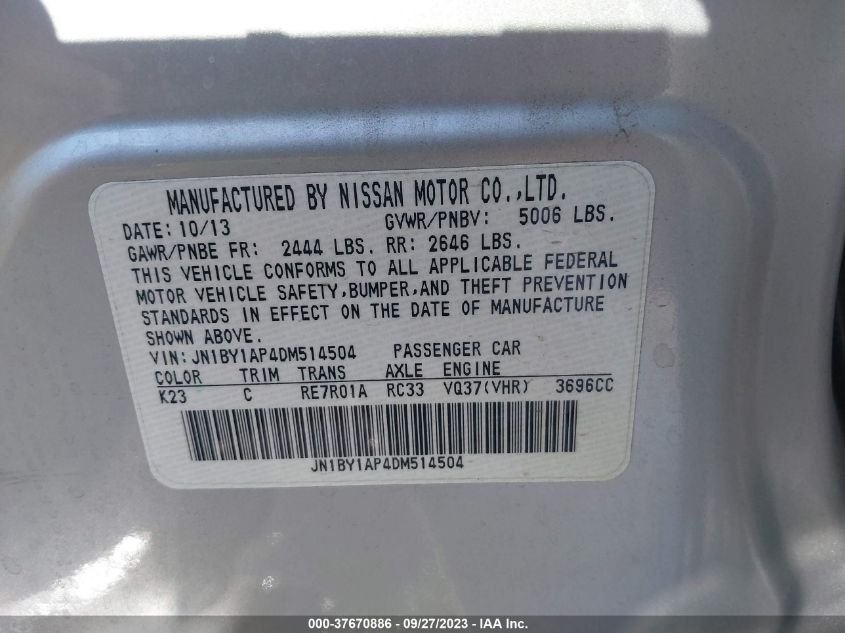 MANUFACTURED BY NISSAN MOTOR CO.,LTD.
DATE: 10/13 GVWR/PNBV: 5006 LBS.
GAWR/PNBE FR: 2444 LBS. RR: 2646 LBS.
THIS VEHICLE CONFORMS TO ALL APPLICABLE FEDERAL
MOTOR VEHICLE SAFETY,BUMPER,AND THEFT PREVENTION
STANDARDS IN EFFECT ON THE DATE OF MANUFACTURE
SHOWN ABOVE.
VIN: JN1BY1AP4DM514504 PASSENGER CAR
COLOR TRIM TRANS AXLE ENGINE
K23 C RE7R01A RC33 VQ37(VHR) 3696CC
JN1BY1AP4DM514504
000-37670886 - 09/27/2023 - IAA Inc.